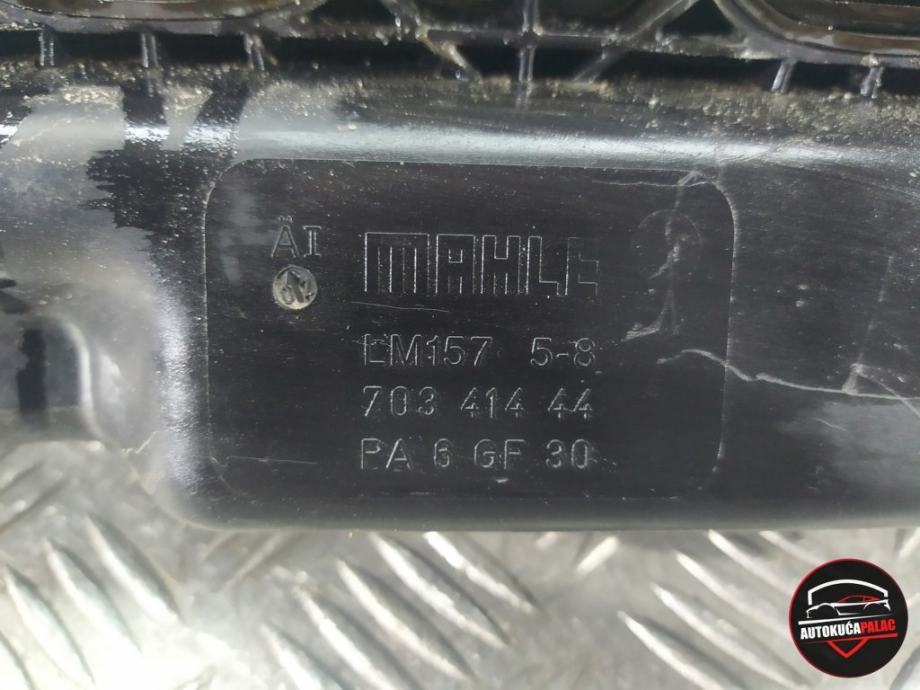 ÄI
MAHLE
LM157 5-8
703 414 44
PA 6 GF 30
AUTOKUĆAPALAC